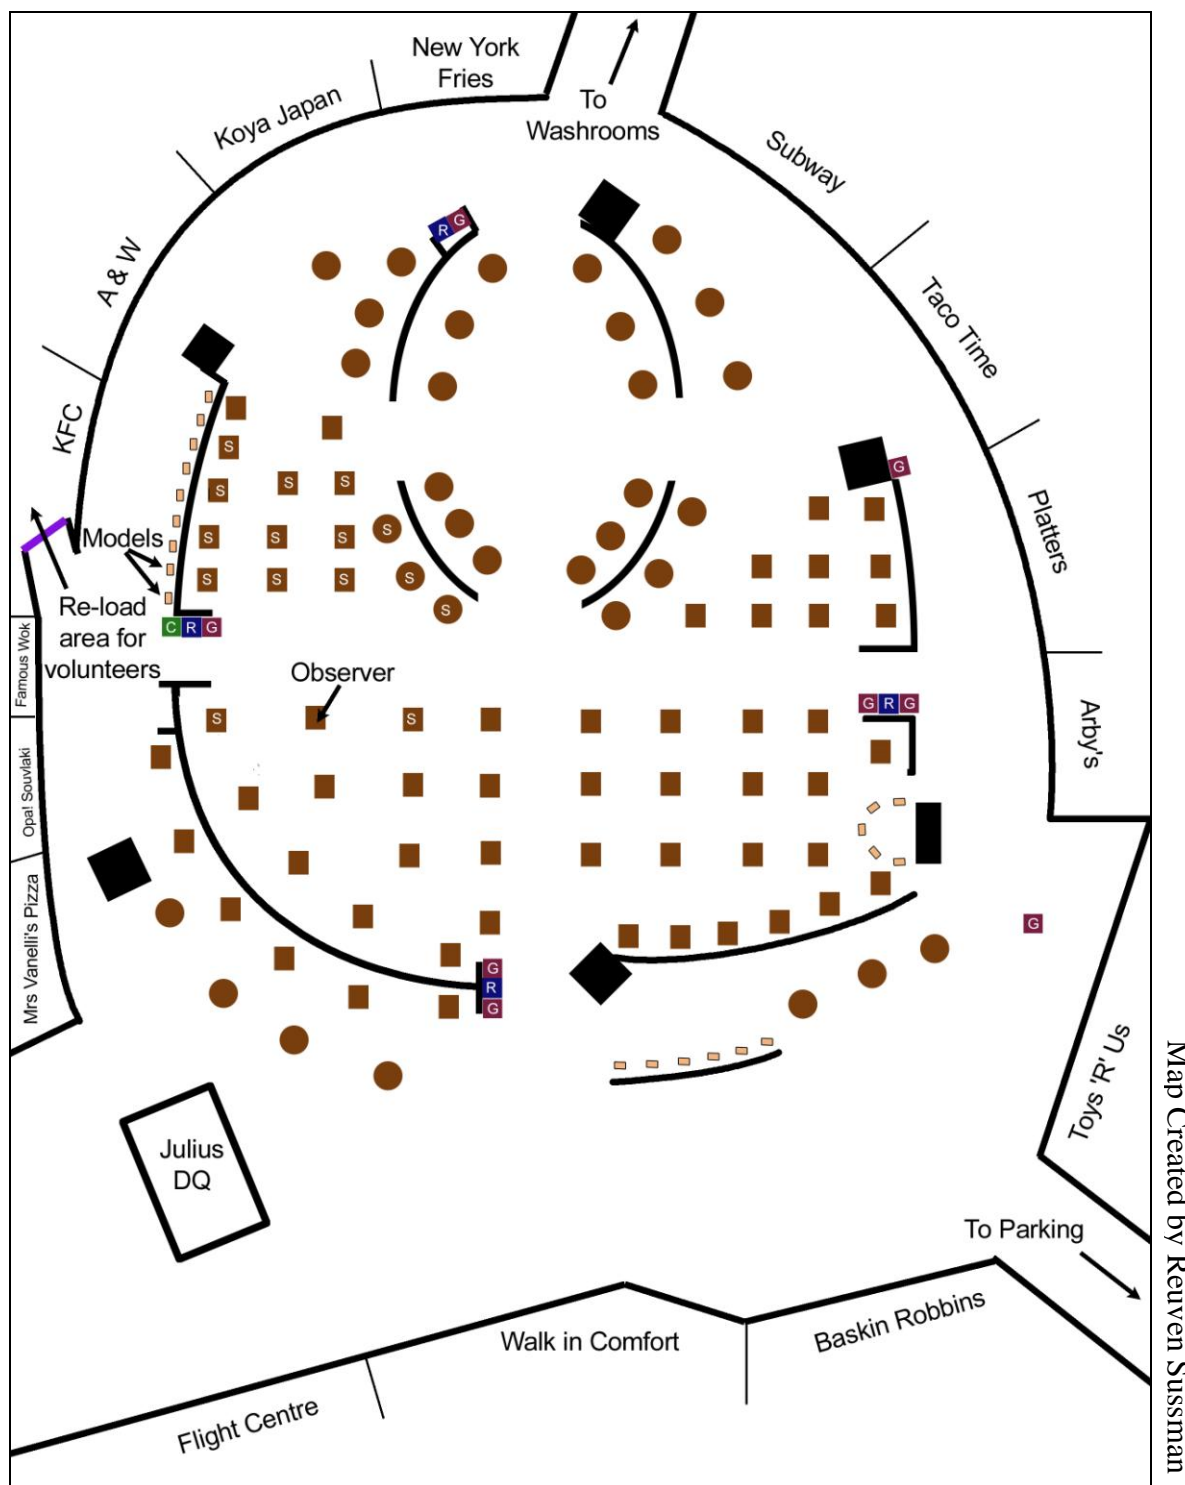 New York
Fries
To
Washrooms
Koya Japan
Subway
A & W
Taco Time
KFC
Platters
R G
G
S
S
S S
S
S S S S
S S S S
S
Models
Re-load
area for
volunteers
C R G
Famous Wok
Observer
S S
G R G
Arby's
Opa! Souvlaki
Mrs Vanelli's Pizza
G
R
G
G
Toys 'R' Us
Julius
DQ
To Parking
Walk in Comfort
Baskin Robbins
Flight Centre
Map Created by Reuven Sussman